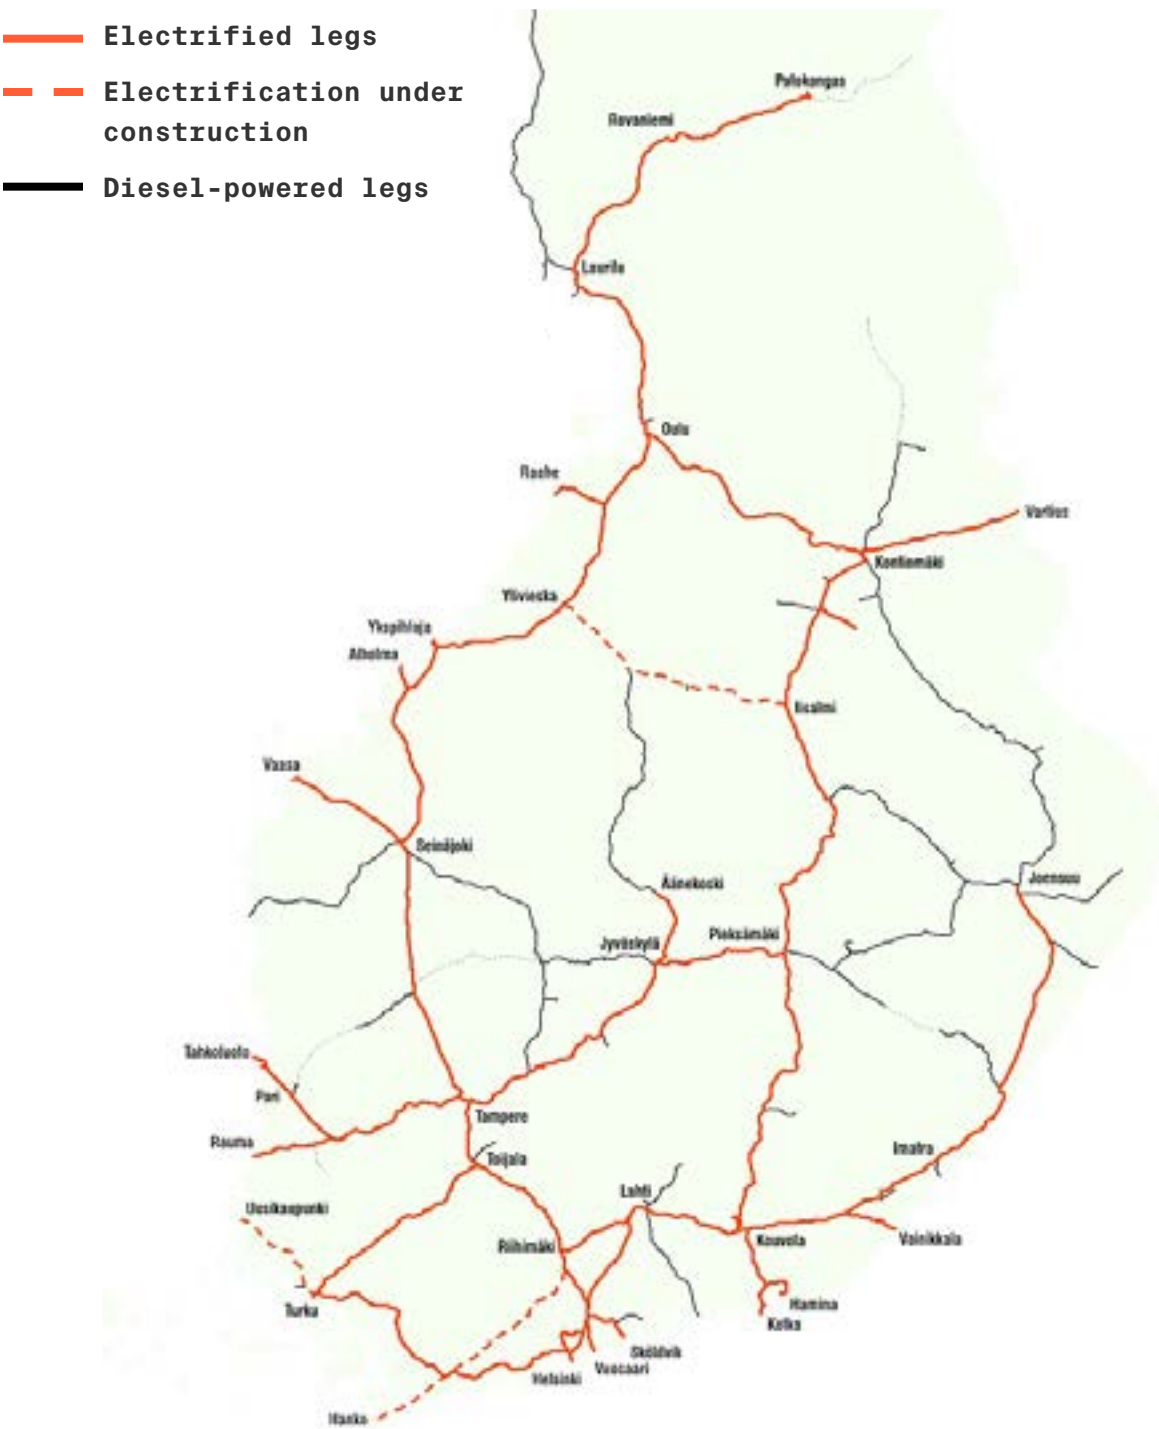 Electrified legs
Electrification under
construction
Diesel-powered legs
Palokangas
Rovaniemi
Laurila
Oulu
Raahe
Vartius
Kontiomäki
Ylivieska
Ykspihlaja
Alholma
Iisalmi
Vaasa
Seinäjoki
Äänekoski
Joensuu
Pieksämäki
Jyväskylä
Tahkoluoto
Pori
Tampere
Rauma
Imatra
Toijala
Lahti
Uusikaupunki
Kouvola
Vainikkala
Riihimäki
Hamina
Turku
Kotka
Sköldvik
Vuosaari
Helsinki
Hanko